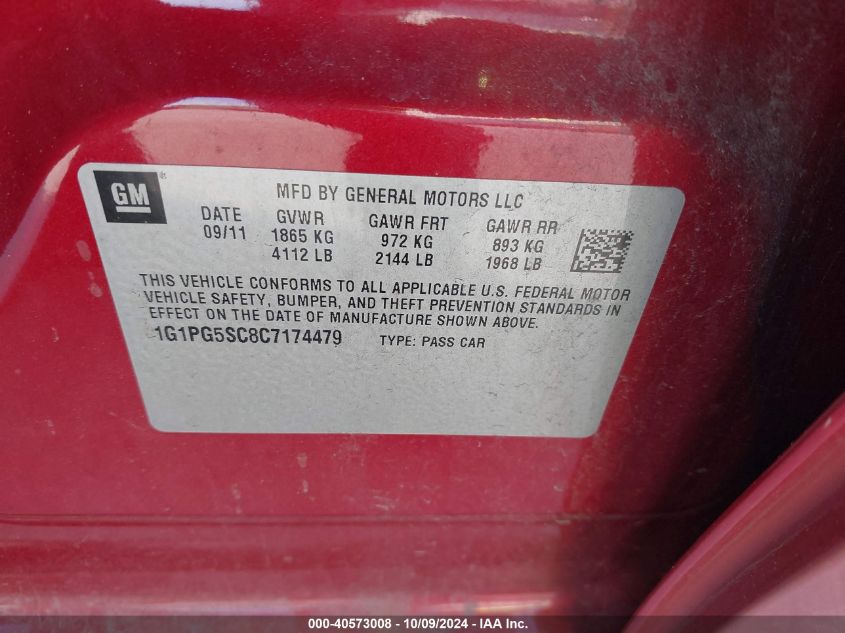 GM
MFD BY GENERAL MOTORS LLC
DATE GVWR GAWR FRT GAWR RR
09/11 1865 KG 972 KG 893 KG
4112 LB 2144 LB 1968 LB
THIS VEHICLE CONFORMS TO ALL APPLICABLE U.S. FEDERAL MOTOR
VEHICLE SAFETY, BUMPER, AND THEFT PREVENTION STANDARDS IN
EFFECT ON THE DATE OF MANUFACTURE SHOWN ABOVE.
1G1PG5SC8C7174479 TYPE: PASS CAR
000-40573008 - 10/09/2024 - IAA Inc.